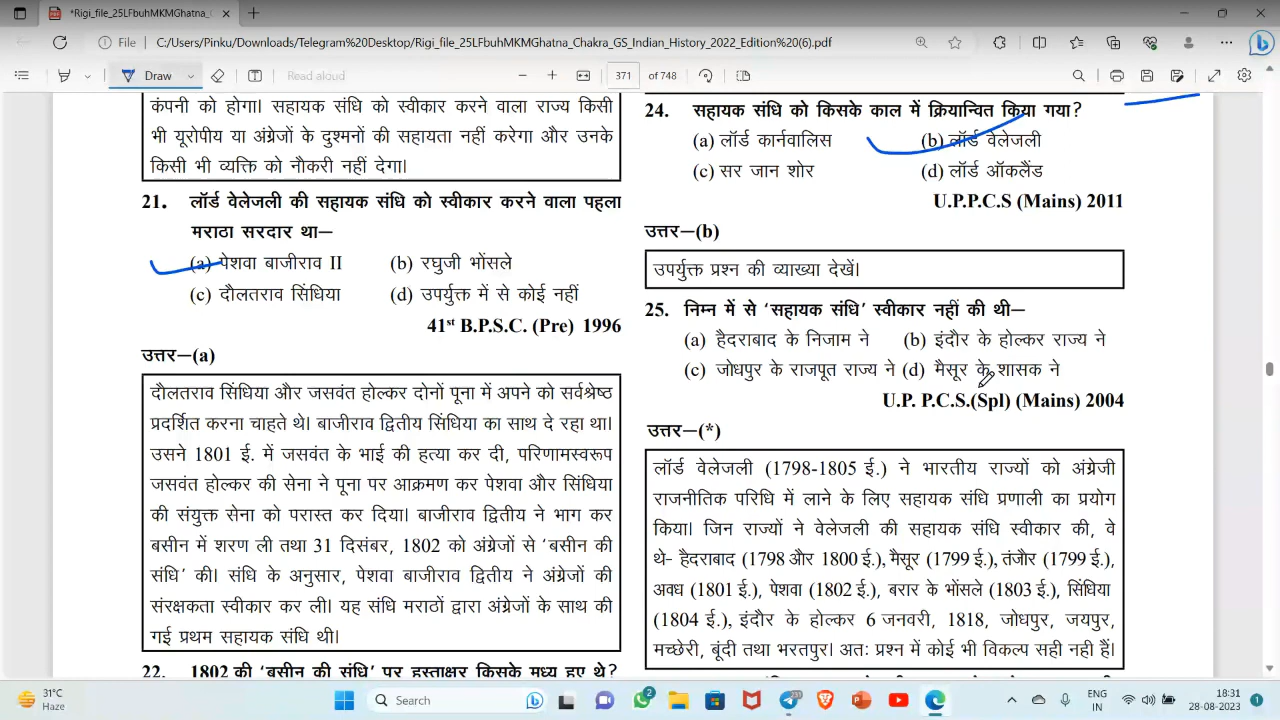 *Rigi_file_25LFbuhMKMGhatna_
File
C:/Users/Pinku/Downloads/Telegram%20Desktop/Rigi_file_25LFbuhMKMGhatna_Chakra_GS_Indian_History_2022_Edition%20(6).pdf
Draw
Read aloud
371 of 748
कंपनी को होगा। सहायक संधि को स्वीकार करने वाला राज्य किसी
भी यूरोपीय या अंग्रेजों के दुश्मनों की सहायता नहीं करेगा और उनके
किसी भी व्यक्ति को नौकरी नहीं देगा।
21. लॉर्ड वेलेजली की सहायक संधि को स्वीकार करने वाला पहला
मराठा सरदार था–
(a) पेशवा बाजीराव II (b) रघुजी भोंसले
(c) दौलतराव सिंधिया (d) उपर्युक्त में से कोई नहीं
41st B.P.S.C. (Pre) 1996
उत्तर–(a)
दौलतराव सिंधिया और जसवंत होल्कर दोनों पूना में अपने को सर्वश्रेष्ठ
प्रदर्शित करना चाहते थे। बाजीराव द्वितीय सिंधिया का साथ दे रहा था।
उसने 1801 ई. में जसवंत के भाई की हत्या कर दी, परिणामस्वरूप
जसवंत होल्कर की सेना ने पूना पर आक्रमण कर पेशवा और सिंधिया
की संयुक्त सेना को परास्त कर दिया। बाजीराव द्वितीय ने भाग कर
बसीन में शरण ली तथा 31 दिसंबर, 1802 को अंग्रेजों से 'बसीन की
संधि' की। संधि के अनुसार, पेशवा बाजीराव द्वितीय ने अंग्रेजों की
संरक्षकता स्वीकार कर ली। यह संधि मराठों द्वारा अंग्रेजों के साथ की
गई प्रथम सहायक संधि थी।
22. 1802 की 'बसीन की संधि' पर हस्ताक्षर किसके मध्य हुए थे?
24. सहायक संधि को किसके काल में क्रियान्वित किया गया?
(a) लॉर्ड कार्नवालिस (b) लॉर्ड वेलेजली
(c) सर जान शोर (d) लॉर्ड ऑकलैंड
U.P.P.C.S (Mains) 2011
उत्तर–(b)
उपर्युक्त प्रश्न की व्याख्या देखें।
25. निम्न में से 'सहायक संधि' स्वीकार नहीं की थी–
(a) हैदराबाद के निजाम ने (b) इंदौर के होल्कर राज्य ने
(c) जोधपुर के राजपूत राज्य ने (d) मैसूर के शासक ने
U.P. P.C.S.(Spl) (Mains) 2004
उत्तर–(*)
लॉर्ड वेलेजली (1798-1805 ई.) ने भारतीय राज्यों को अंग्रेजी
राजनीतिक परिधि में लाने के लिए सहायक संधि प्रणाली का प्रयोग
किया। जिन राज्यों ने वेलेजली की सहायक संधि स्वीकार की, वे
थे- हैदराबाद (1798 और 1800 ई.), मैसूर (1799 ई.), तंजौर (1799 ई.),
अवध (1801 ई.), पेशवा (1802 ई.), बरार के भोंसले (1803 ई.), सिंधिया
(1804 ई.), इंदौर के होल्कर 6 जनवरी, 1818, जोधपुर, जयपुर,
मच्छेरी, बूंदी तथा भरतपुर। अतः प्रश्न में कोई भी विकल्प सही नही हैं।
31°C
Haze
Search
2
231
ENG
IN
18:31
28-08-2023
1